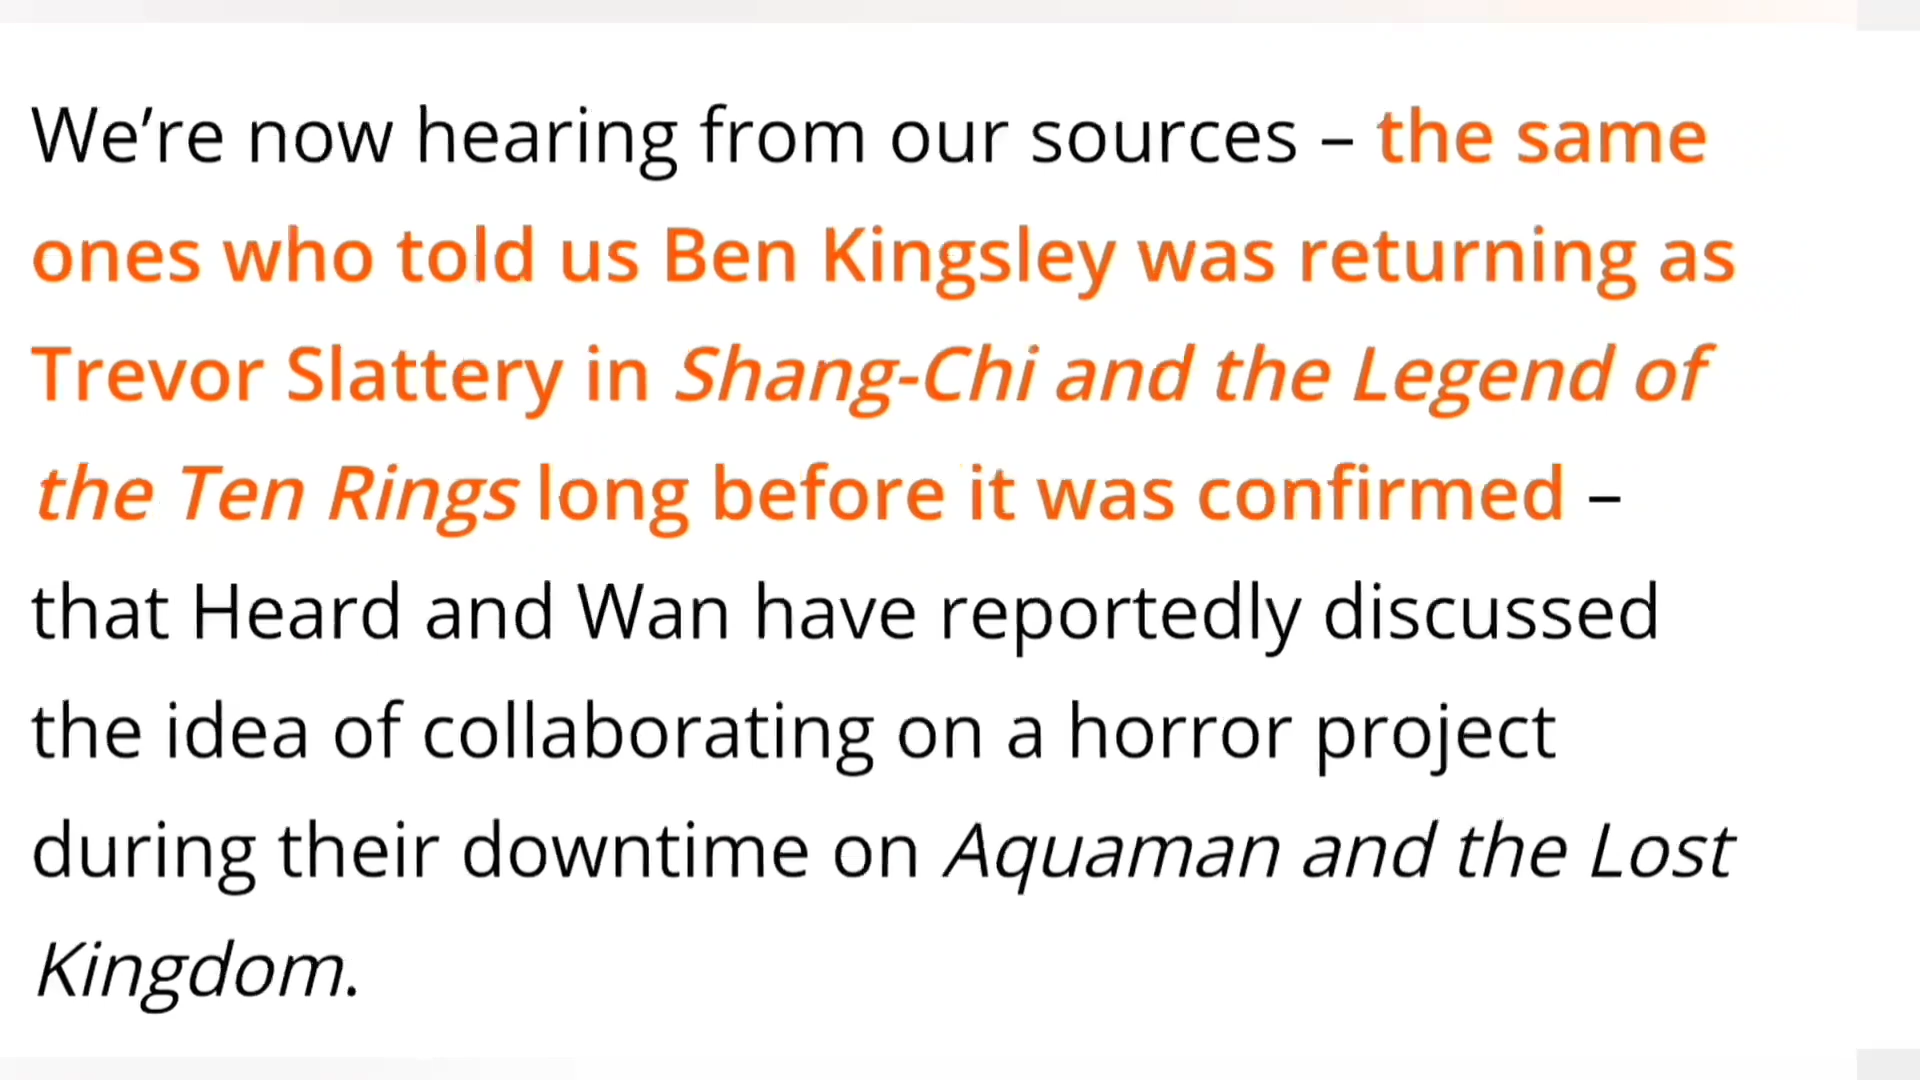 We’re now hearing from our sources – the same
ones who told us Ben Kingsley was returning as
Trevor Slattery in Shang-Chi and the Legend of
the Ten Rings long before it was confirmed –
that Heard and Wan have reportedly discussed
the idea of collaborating on a horror project
during their downtime on Aquaman and the Lost
Kingdom.